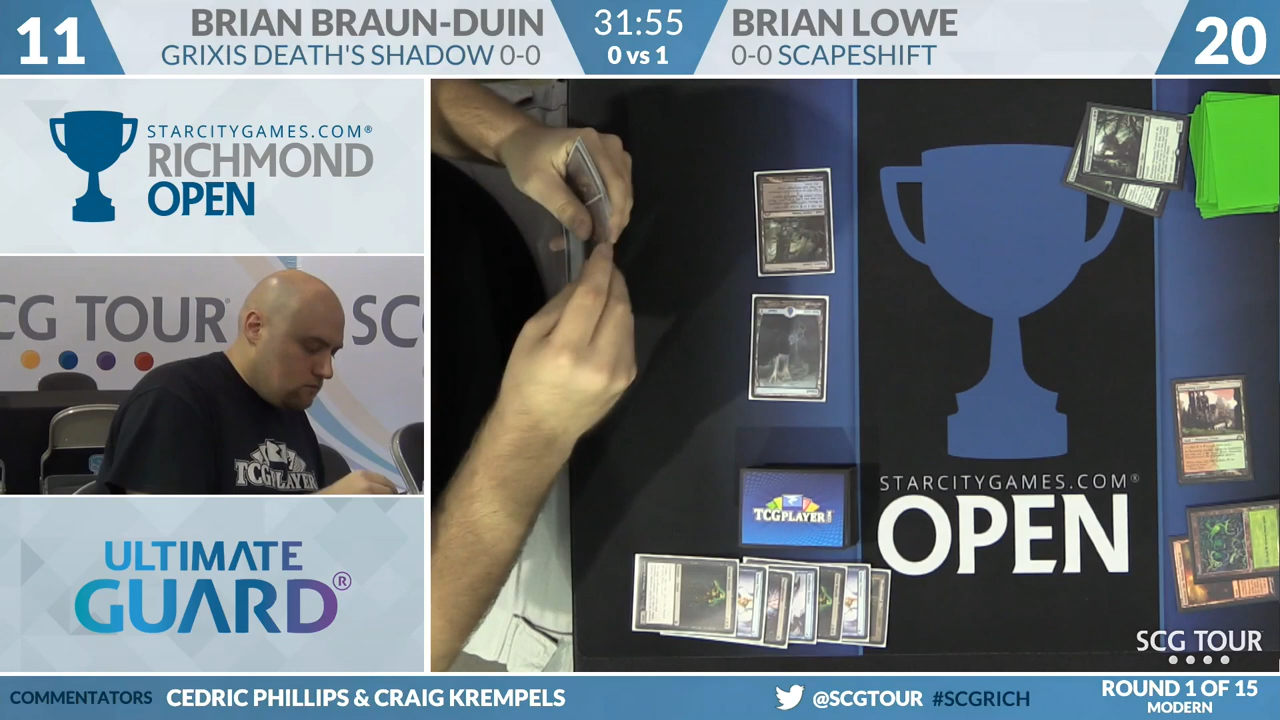 11
BRIAN BRAUN-DUIN
GRIXIS DEATH'S SHADOW 0-0
31:55
0 vs 1
BRIAN LOWE
0-0 SCAPESHIFT
20
STARCITYGAMES.COM®
RICHMOND
OPEN
CG TOUR
SC
TCGPLAYER
ULTIMATE
GUARD®
TCGPLAYER
STARCITYGAMES.COM®
OPEN
SCG TOUR
COMMENTATORS CEDRIC PHILLIPS & CRAIG KREMPELS
@SCGTOUR #SCGRICH
ROUND 1 OF 15
MODERN